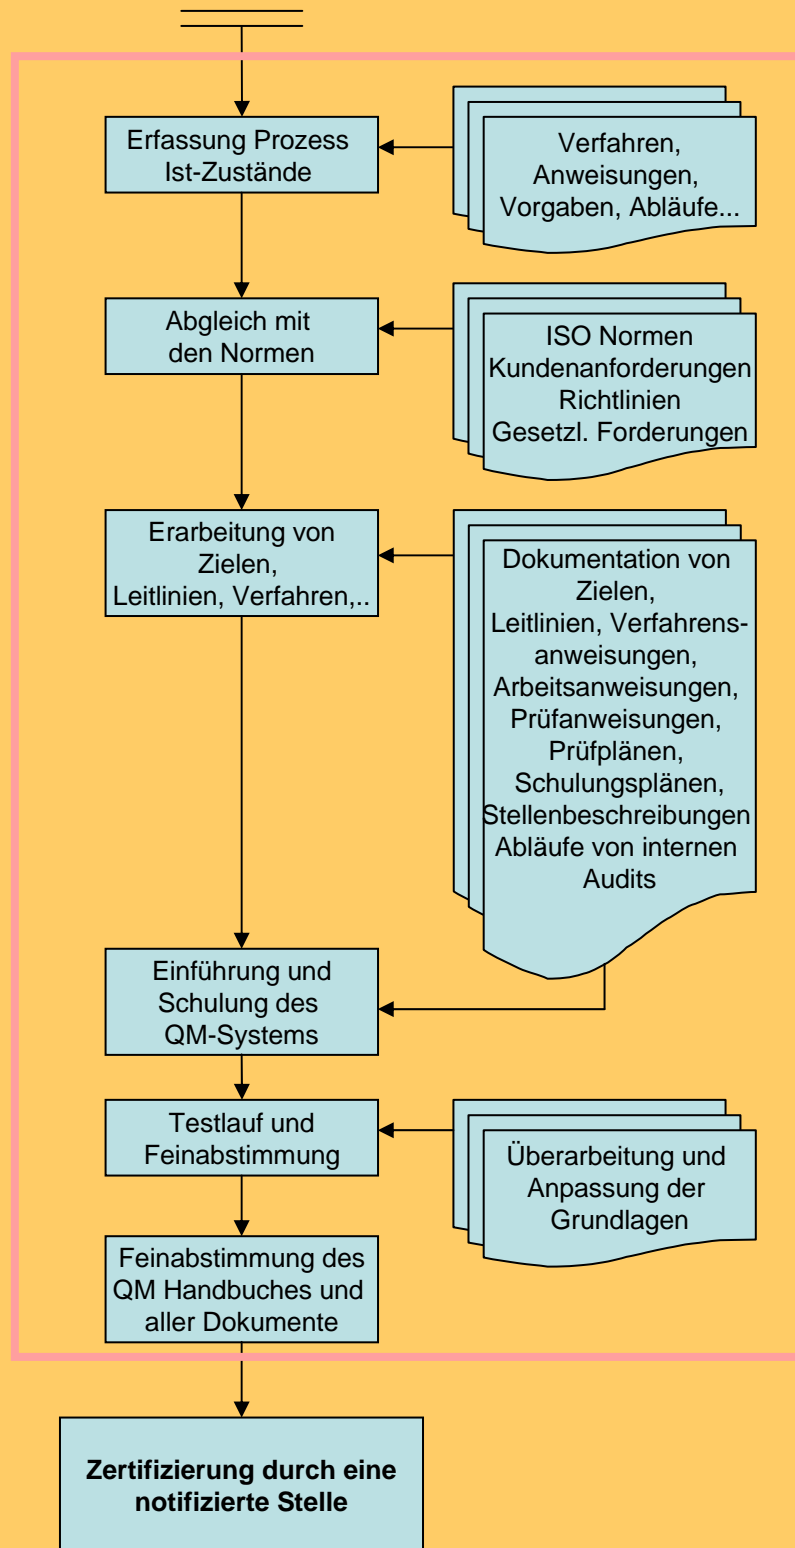 Erfassung Prozess
Ist-Zustände
Verfahren,
Anweisungen,
Vorgaben, Abläufe...
Abgleich mit
den Normen
ISO Normen
Kundenanforderungen
Richtlinien
Gesetzl. Forderungen
Erarbeitung von
Zielen,
Leitlinien, Verfahren,..
Dokumentation von
Zielen,
Leitlinien, Verfahrens-
anweisungen,
Arbeitsanweisungen,
Prüfanweisungen,
Prüfplänen,
Schulungsplänen,
Stellenbeschreibungen
Abläufe von internen
Audits
Einführung und
Schulung des
QM-Systems
Testlauf und
Feinabstimmung
Überarbeitung und
Anpassung der
Grundlagen
Feinabstimmung des
QM Handbuches und
aller Dokumente
Zertifizierung durch eine
notifizierte Stelle